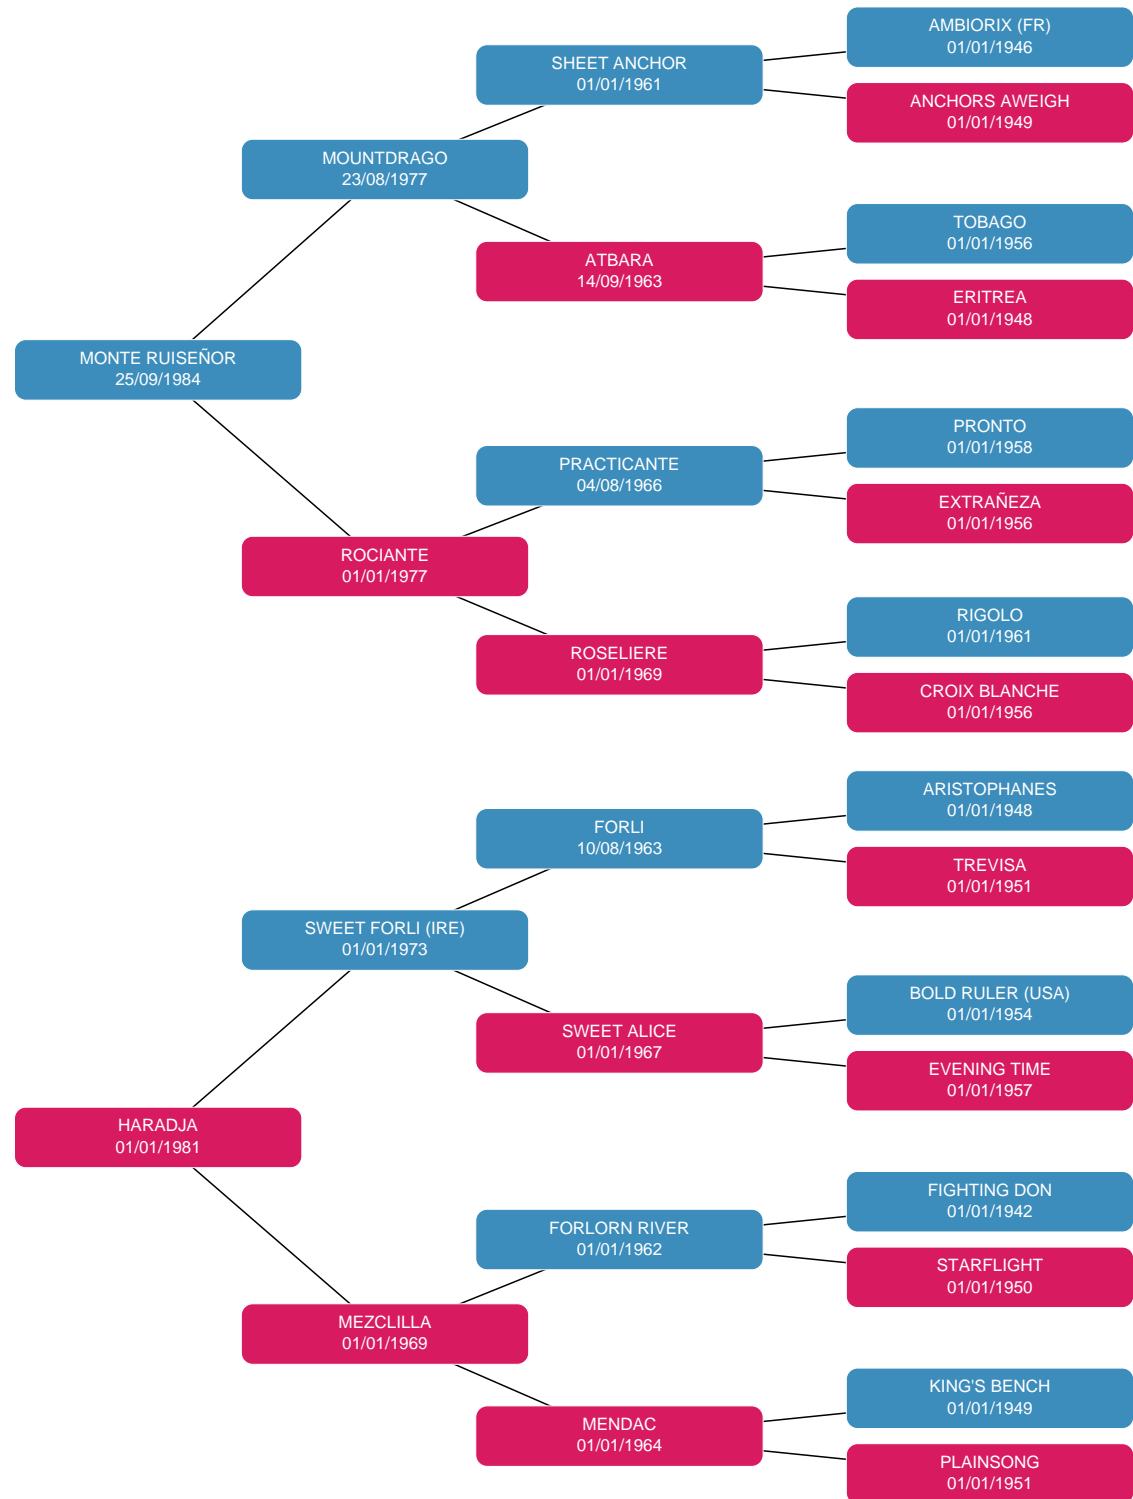 AMBIORIX (FR)
01/01/1946
SHEET ANCHOR
01/01/1961
ANCHORS AWEIGH
01/01/1949
MOUNTDRAGO
23/08/1977
TOBAGO
01/01/1956
ATBARA
14/09/1963
ERITREA
01/01/1948
MONTE RUISEÑOR
25/09/1984
PRONTO
01/01/1958
PRACTICANTE
04/08/1966
EXTRAÑEZA
01/01/1956
ROCIANTE
01/01/1977
RIGOLO
01/01/1961
ROSELIERE
01/01/1969
CROIX BLANCHE
01/01/1956
ARISTOPHANES
01/01/1948
FORLI
10/08/1963
TREVISA
01/01/1951
SWEET FORLI (IRE)
01/01/1973
BOLD RULER (USA)
01/01/1954
SWEET ALICE
01/01/1967
EVENING TIME
01/01/1957
HARADJA
01/01/1981
FIGHTING DON
01/01/1942
FORLORN RIVER
01/01/1962
STARFLIGHT
01/01/1950
MEZCLILLA
01/01/1969
KING'S BENCH
01/01/1949
MENDAC
01/01/1964
PLAINSONG
01/01/1951